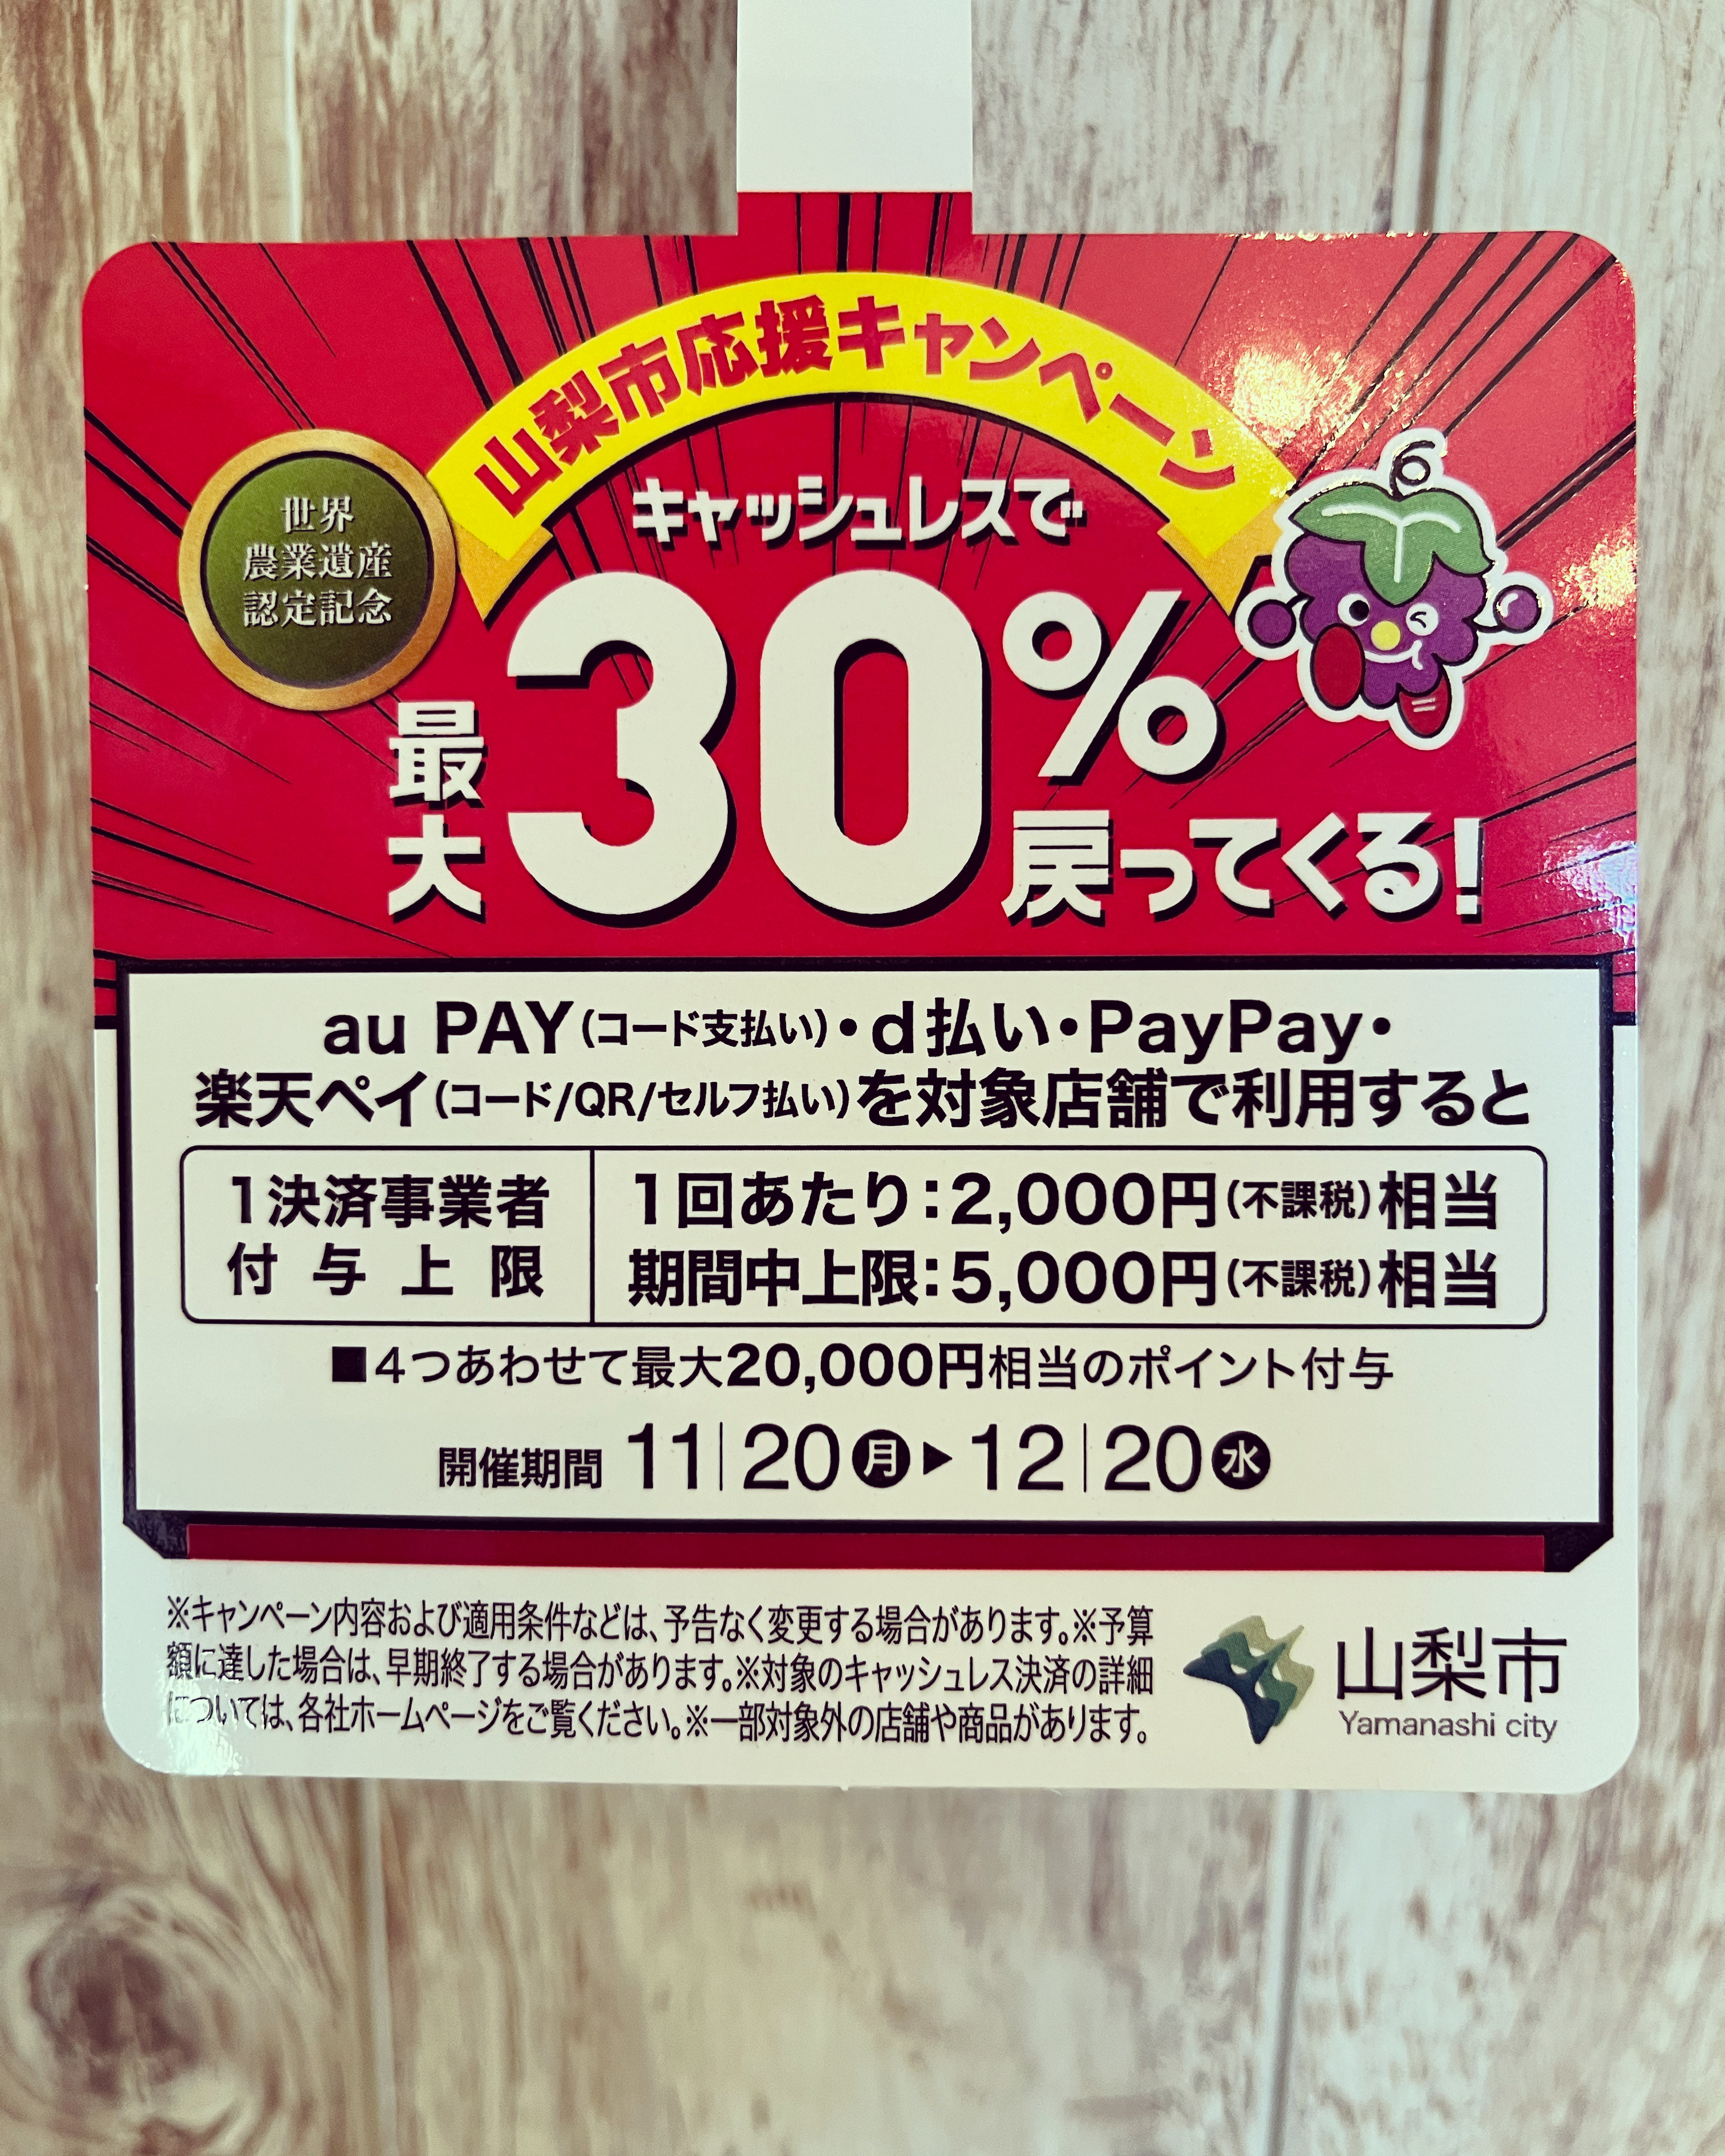 山梨市応援キャンペーン
世界
農業遺産
認定記念
キャッシュレスで
最大30%戻ってくる!
au PAY(コード支払い)・d払い・PayPay・
楽天ペイ(コード/QR/セルフ払い)を対象店舗で利用すると
1決済事業者
付与上限
1回あたり:2,000円(不課税)相当
期間中上限:5,000円(不課税)相当
■4つあわせて最大20,000円相当のポイント付与
開催期間 11|20月▶12|20水
※キャンペーン内容および適用条件などは、予告なく変更する場合があります。※予算
額に達した場合は、早期終了する場合があります。※対象のキャッシュレス決済の詳細
については、各社ホームページをご覧ください。※一部対象外の店舗や商品があります。
山梨市
Yamanashi city